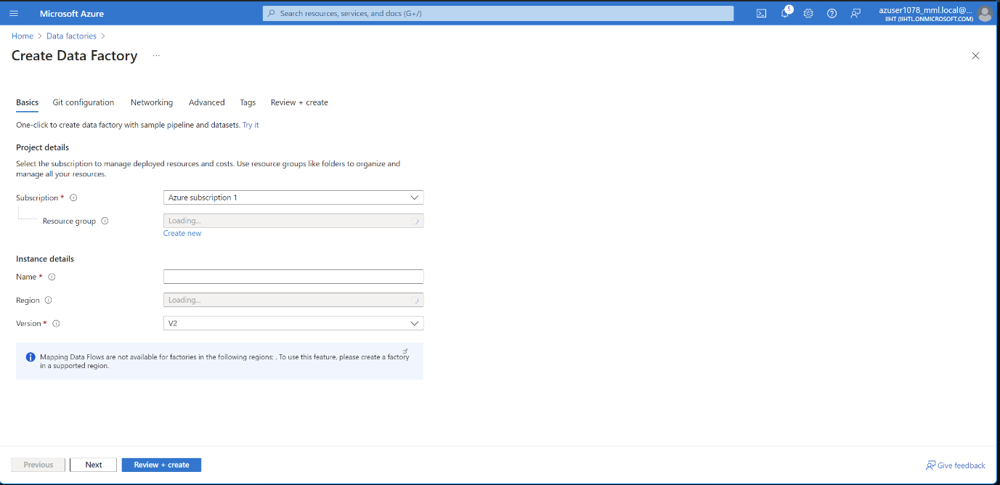 Microsoft Azure
Search resources, services, and docs (G+/)
5
azuser1078_mml.local@...
IIHT (IIHTLONMICROSOFT.COM)
Home > Data factories >
Create Data Factory ...
Basics Git configuration Networking Advanced Tags Review + create
One-click to create data factory with sample pipeline and datasets. Try it
Project details
Select the subscription to manage deployed resources and costs. Use resource groups like folders to organize and
manage all your resources.
Subscription * Azure subscription 1
Resource group Loading...
Create new
Instance details
Name *
Region Loading...
Version * V2
Mapping Data Flows are not available for factories in the following regions: . To use this feature, please create a factory
in a supported region.
Previous Next Review + create Give feedback